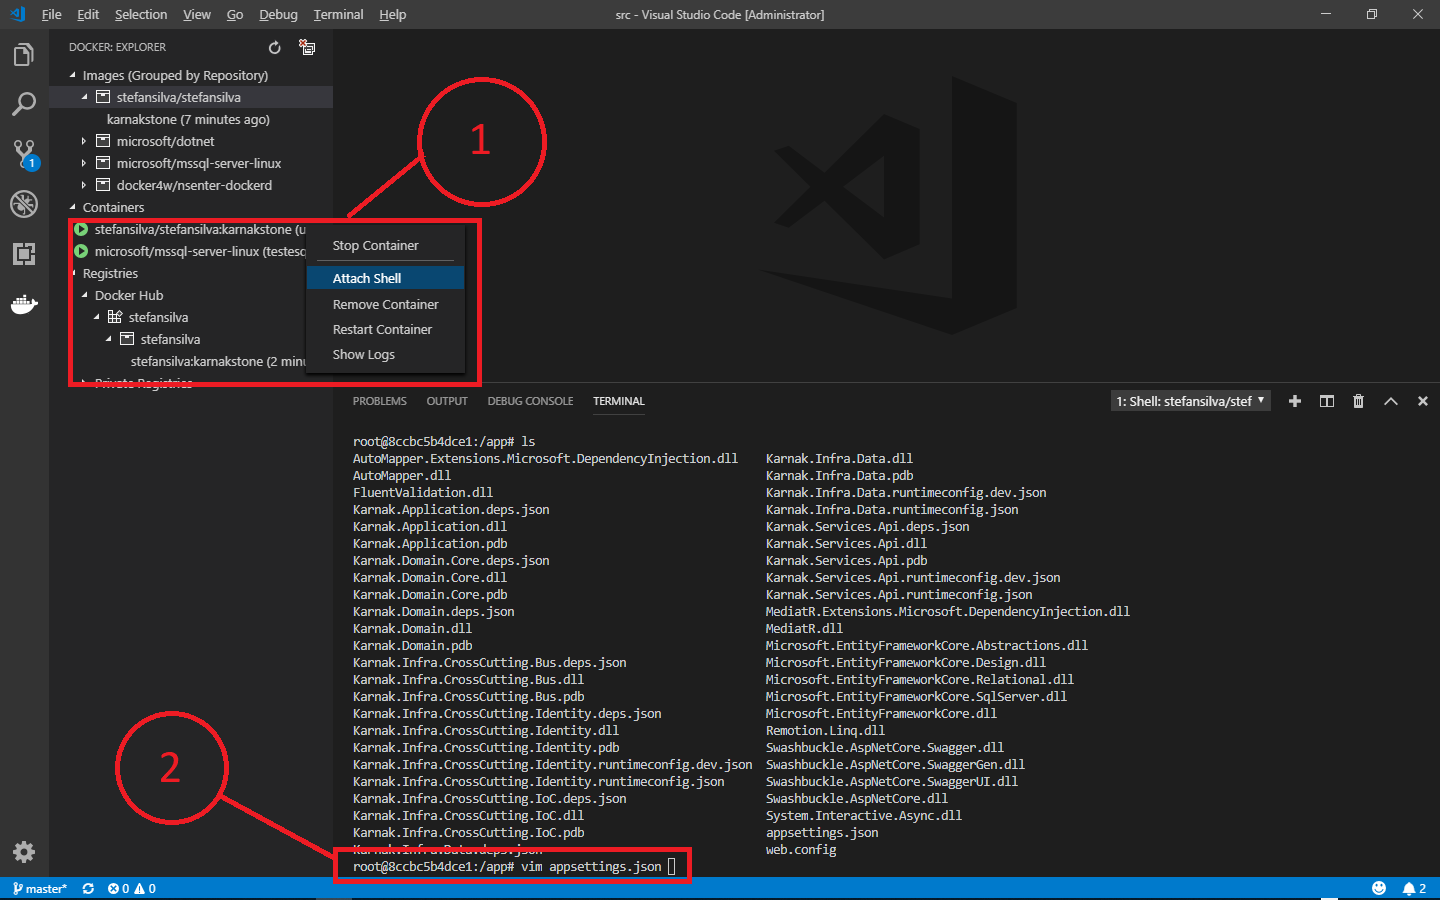 File Edit Selection View Go Debug Terminal Help
src - Visual Studio Code [Administrator]
DOCKER: EXPLORER
Images (Grouped by Repository)
stefansilva/stefansilva
karnakstone (7 minutes ago)
microsoft/dotnet
microsoft/mssql-server-linux
docker4w/nsenter-dockerd
Containers
stefansilva/stefansilva:karnakstone (u
microsoft/mssql-server-linux (testesq
Registries
Docker Hub
stefansilva
stefansilva
stefansilva:karnakstone (2 minu
Private Registries
1
Stop Container
Attach Shell
Remove Container
Restart Container
Show Logs
1
PROBLEMS OUTPUT DEBUG CONSOLE TERMINAL
1: Shell: stefansilva/stef
root@8ccbc5b4dce1:/app# ls
AutoMapper.Extensions.Microsoft.DependencyInjection.dll Karnak.Infra.Data.dll
AutoMapper.dll Karnak.Infra.Data.pdb
FluentValidation.dll Karnak.Infra.Data.runtimeconfig.dev.json
Karnak.Application.deps.json Karnak.Infra.Data.runtimeconfig.json
Karnak.Application.dll Karnak.Services.Api.deps.json
Karnak.Application.pdb Karnak.Services.Api.dll
Karnak.Domain.Core.deps.json Karnak.Services.Api.pdb
Karnak.Domain.Core.dll Karnak.Services.Api.runtimeconfig.dev.json
Karnak.Domain.Core.pdb Karnak.Services.Api.runtimeconfig.json
Karnak.Domain.deps.json MediatR.Extensions.Microsoft.DependencyInjection.dll
Karnak.Domain.dll MediatR.dll
Karnak.Domain.pdb Microsoft.EntityFrameworkCore.Abstractions.dll
Karnak.Infra.CrossCutting.Bus.deps.json Microsoft.EntityFrameworkCore.Design.dll
Karnak.Infra.CrossCutting.Bus.dll Microsoft.EntityFrameworkCore.Relational.dll
Karnak.Infra.CrossCutting.Bus.pdb Microsoft.EntityFrameworkCore.SqlServer.dll
Karnak.Infra.CrossCutting.Identity.deps.json Microsoft.EntityFrameworkCore.dll
Karnak.Infra.CrossCutting.Identity.dll Remotion.Linq.dll
Karnak.Infra.CrossCutting.Identity.pdb Swashbuckle.AspNetCore.Swagger.dll
Karnak.Infra.CrossCutting.Identity.runtimeconfig.dev.json Swashbuckle.AspNetCore.SwaggerGen.dll
Karnak.Infra.CrossCutting.Identity.runtimeconfig.json Swashbuckle.AspNetCore.SwaggerUI.dll
Karnak.Infra.CrossCutting.IoC.deps.json Swashbuckle.AspNetCore.dll
Karnak.Infra.CrossCutting.IoC.dll System.Interactive.Async.dll
Karnak.Infra.CrossCutting.IoC.pdb appsettings.json
Karnak.Infra.Data.deps.json web.config
root@8ccbc5b4dce1:/app# vim appsettings.json
2
master* 0 0 2